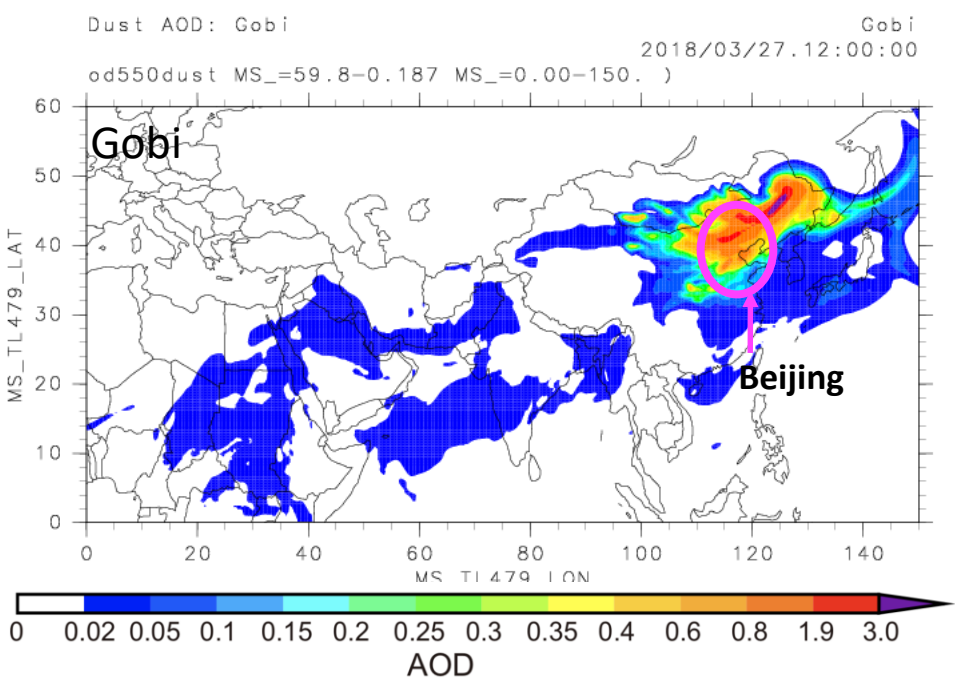 Dust AOD: Gobi
Gobi
2018/03/27.12:00:00
od550dust MS_=59.8-0.187 MS_=0.00-150. )
60
Gobi
50
40
30
20
10
0
MS_TL479_LAT
Beijing
0 20 40 60 80 100 120 140
MS_TL479_LON
0 0.02 0.05 0.1 0.15 0.2 0.25 0.3 0.35 0.4 0.6 0.8 1.9 3.0
AOD